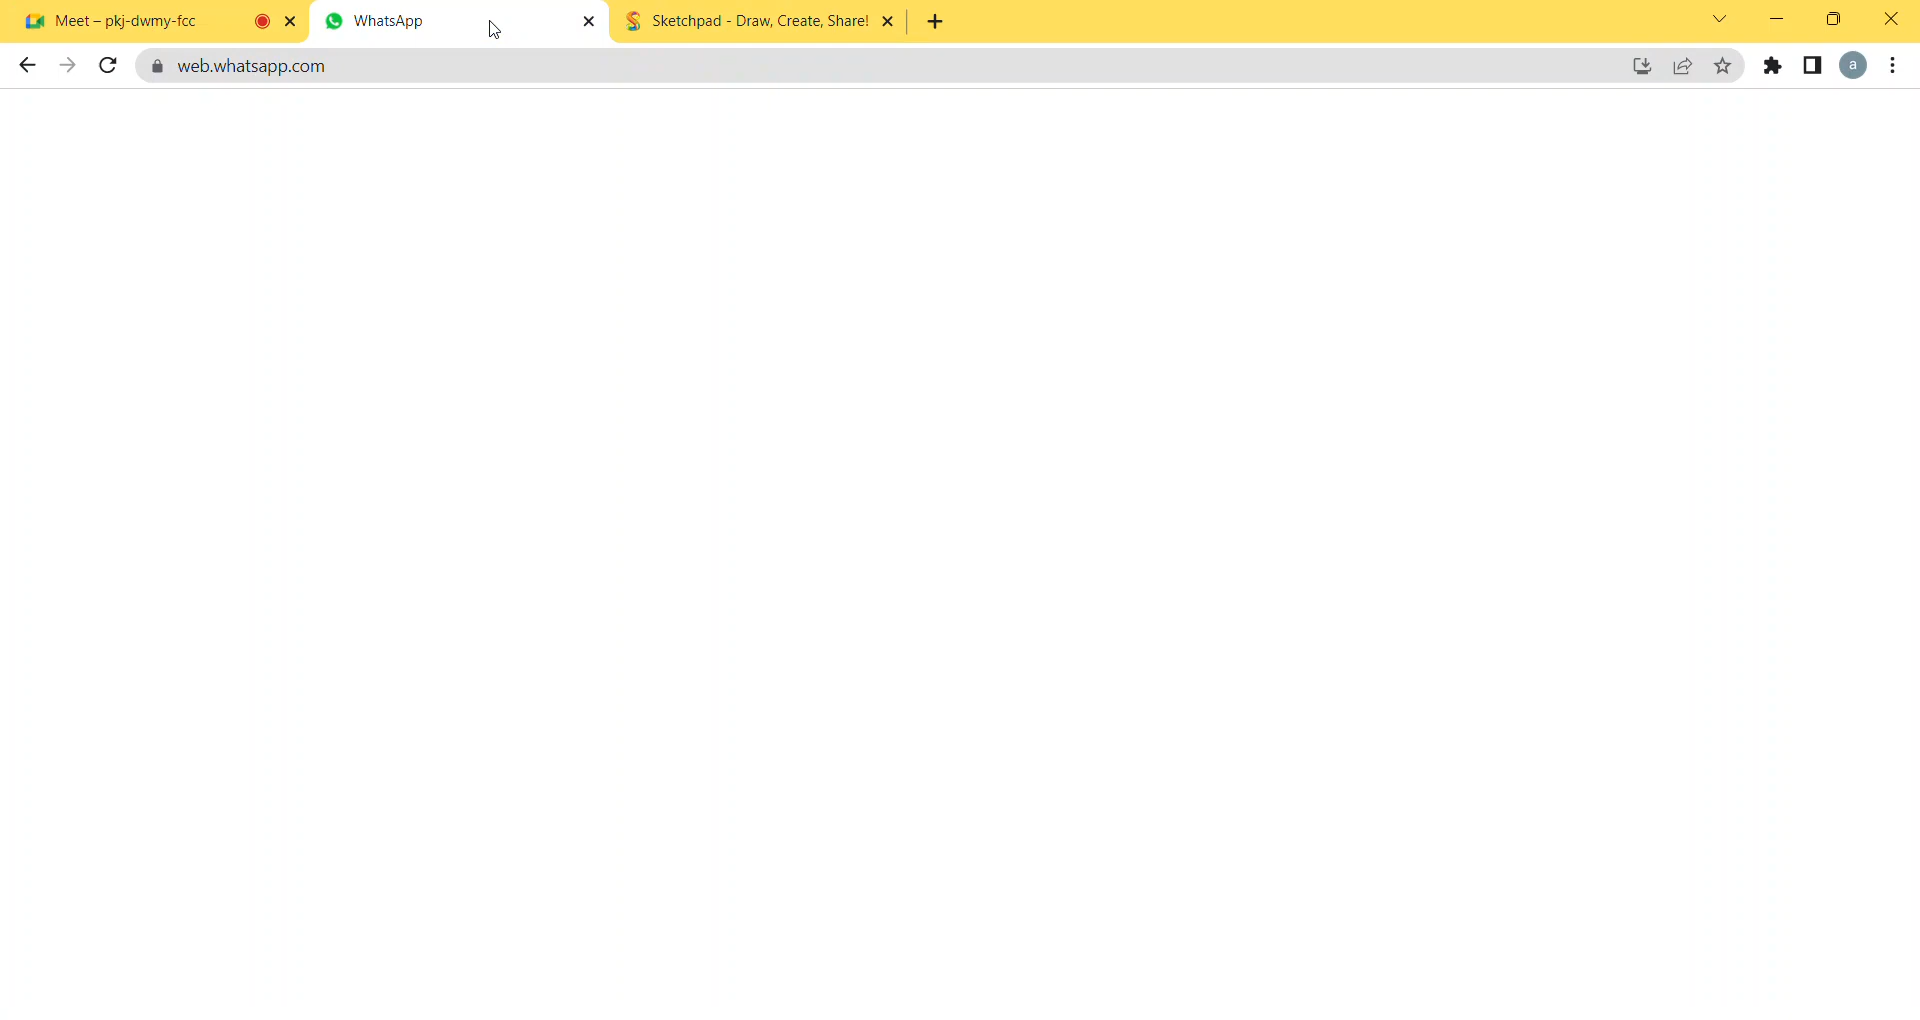 Meet – pkj-dwmy-fcc
WhatsApp
Sketchpad - Draw, Create, Share!
web.whatsapp.com
a